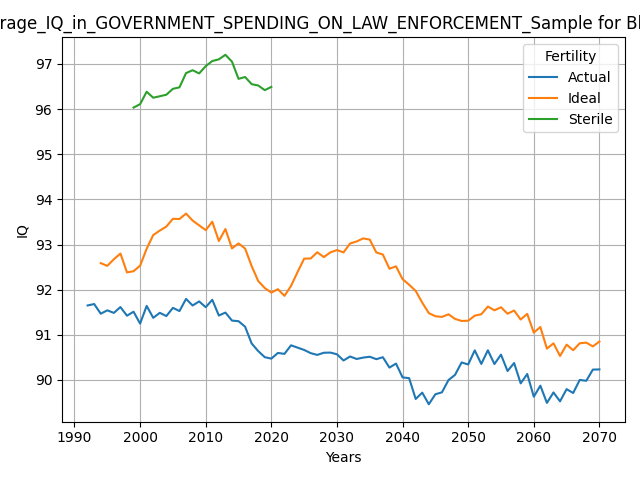 rage_IQ_in_GOVERNMENT_SPENDING_ON_LAW_ENFORCEMENT_Sample for Bl
Fertility
Actual
Ideal
Sterile
97
96
95
94
93
92
91
90
IQ
1990 2000 2010 2020 2030 2040 2050 2060 2070
Years